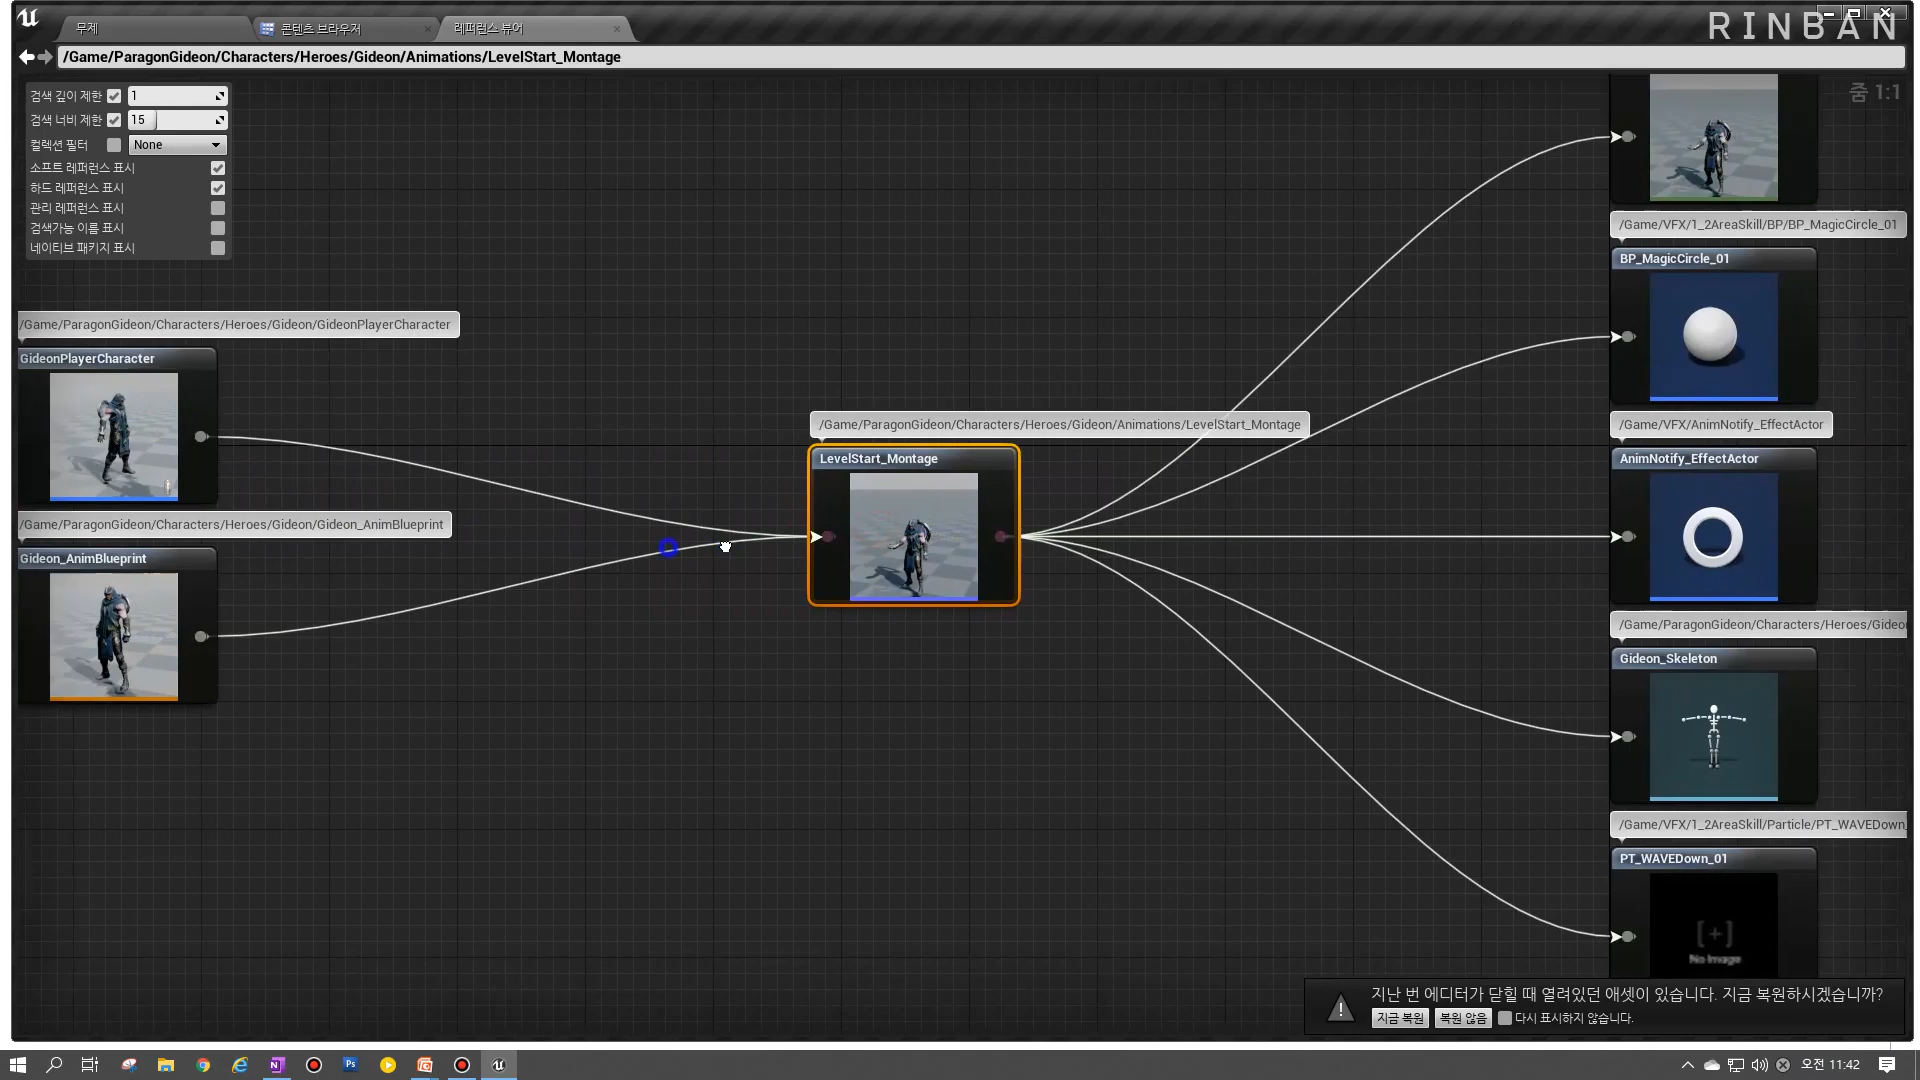 무제
콘텐츠 브라우저
레퍼런스 뷰어
RINBAN
/Game/ParagonGideon/Characters/Heroes/Gideon/Animations/LevelStart_Montage
검색 깊이 제한 1
검색 너비 제한 15
컬렉션 필터 None
소프트 레퍼런스 표시
하드 레퍼런스 표시
관리 레퍼런스 표시
검색가능 이름 표시
네이티브 패키지 표시
줌 1:1
/Game/VFX/1_2AreaSkill/BP/BP_MagicCircle_01
BP_MagicCircle_01
/Game/ParagonGideon/Characters/Heroes/Gideon/GideonPlayerCharacter
GideonPlayerCharacter
/Game/ParagonGideon/Characters/Heroes/Gideon/Animations/LevelStart_Montage
LevelStart_Montage
/Game/VFX/AnimNotify_EffectActor
AnimNotify_EffectActor
/Game/ParagonGideon/Characters/Heroes/Gideon/Gideon_AnimBlueprint
Gideon_AnimBlueprint
/Game/ParagonGideon/Characters/Heroes/Gideo
Gideon_Skeleton
/Game/VFX/1_2AreaSkill/Particle/PT_WAVEDown_
PT_WAVEDown_01
[+]
No Image
지난 번 에디터가 닫힐 때 열려있던 애셋이 있습니다. 지금 복원하시겠습니까?
지금 복원
복원 않음
다시 표시하지 않습니다.
오전 11:42